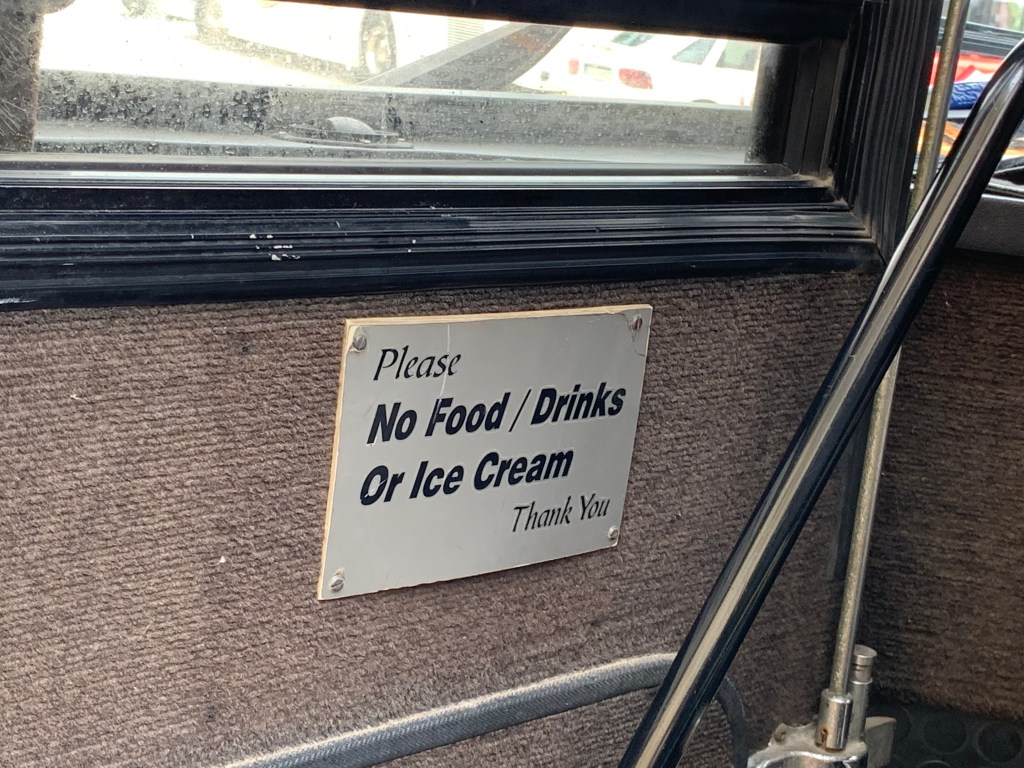 Please
No Food / Drinks
Or Ice Cream
Thank You